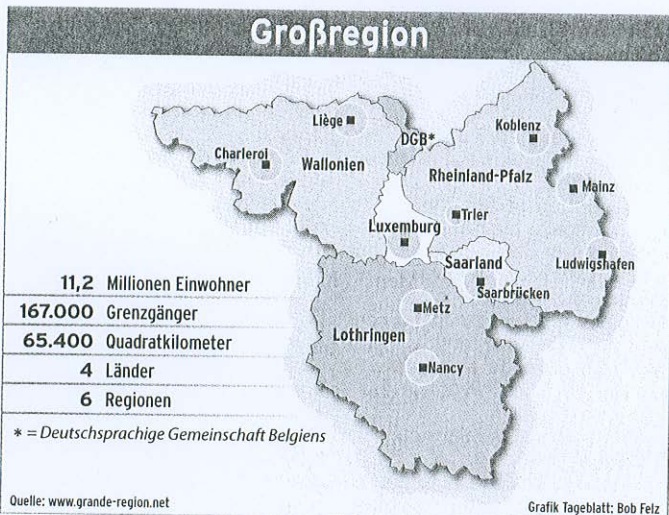 Großregion
Liège
DGB*
Koblenz
Charleroi
Wallonien
Rheinland-Pfalz
Mainz
Trier
Luxemburg
Saarland
Ludwigshafen
Saarbrücken
Metz
Lothringen
Nancy
11,2 Millionen Einwohner
167.000 Grenzgänger
65.400 Quadratkilometer
4 Länder
6 Regionen
* = Deutschsprachige Gemeinschaft Belgiens
Quelle: www.grande-region.net
Grafik Tageblatt: Bob Felz